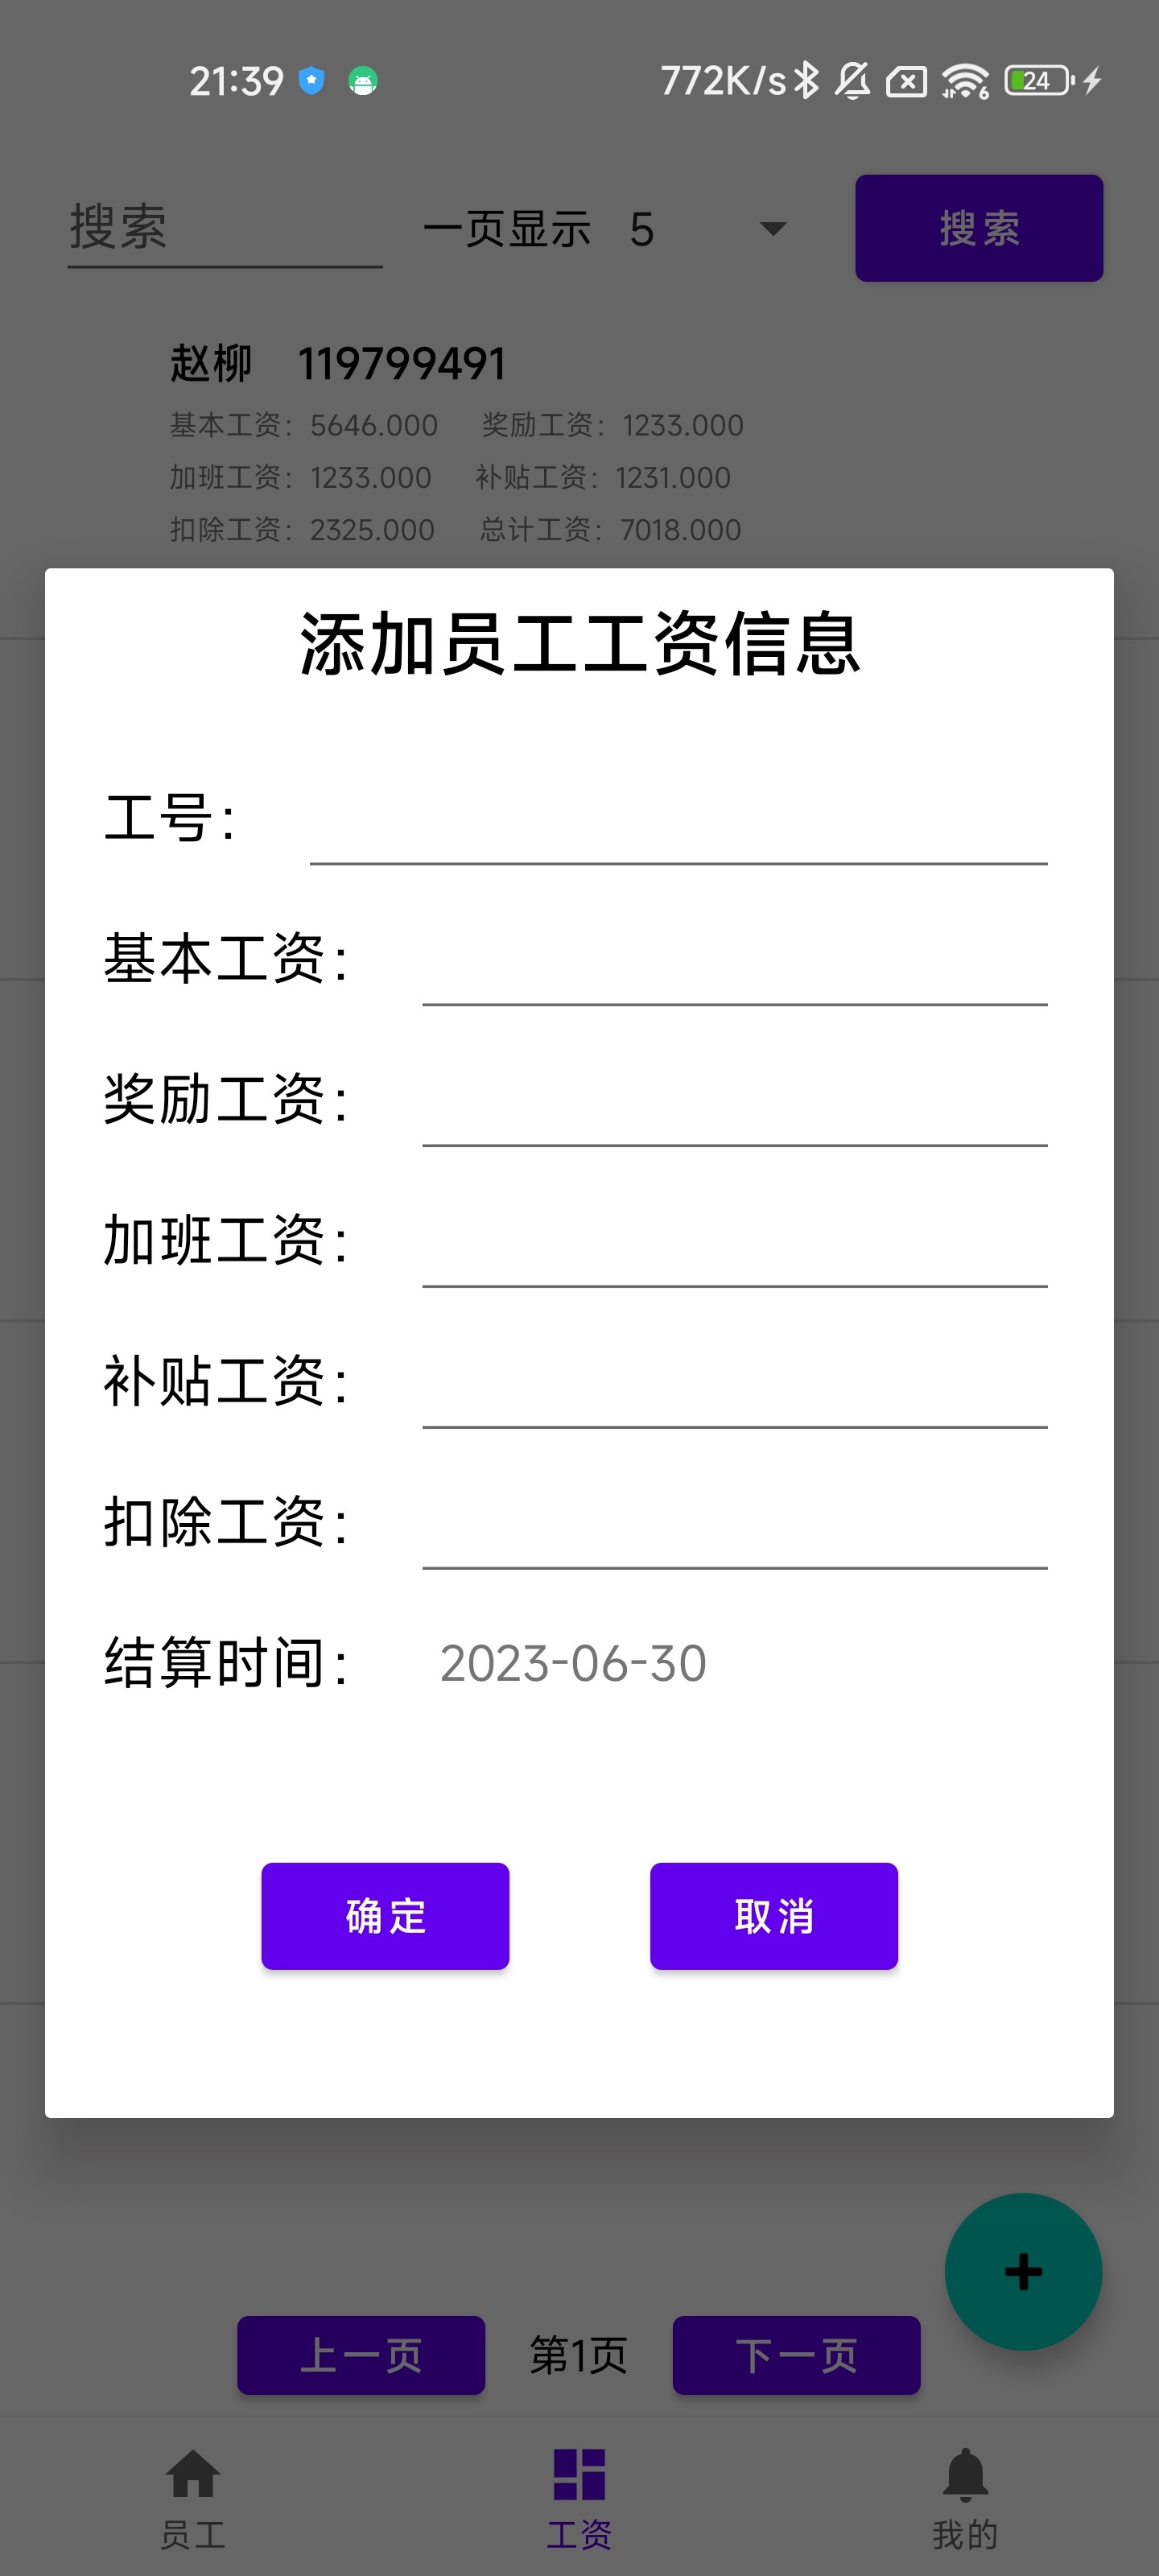 21:39 772K/s 6 24
搜索 一页显示 5 搜索
赵柳 119799491
基本工资：5646.000 奖励工资：1233.000
加班工资：1233.000 补贴工资：1231.000
扣除工资：2325.000 总计工资：7018.000
添加员工工资信息
工号：
基本工资：
奖励工资：
加班工资：
补贴工资：
扣除工资：
结算时间： 2023-06-30
确定 取消
上一页 第1页 下一页
员工 工资 我的